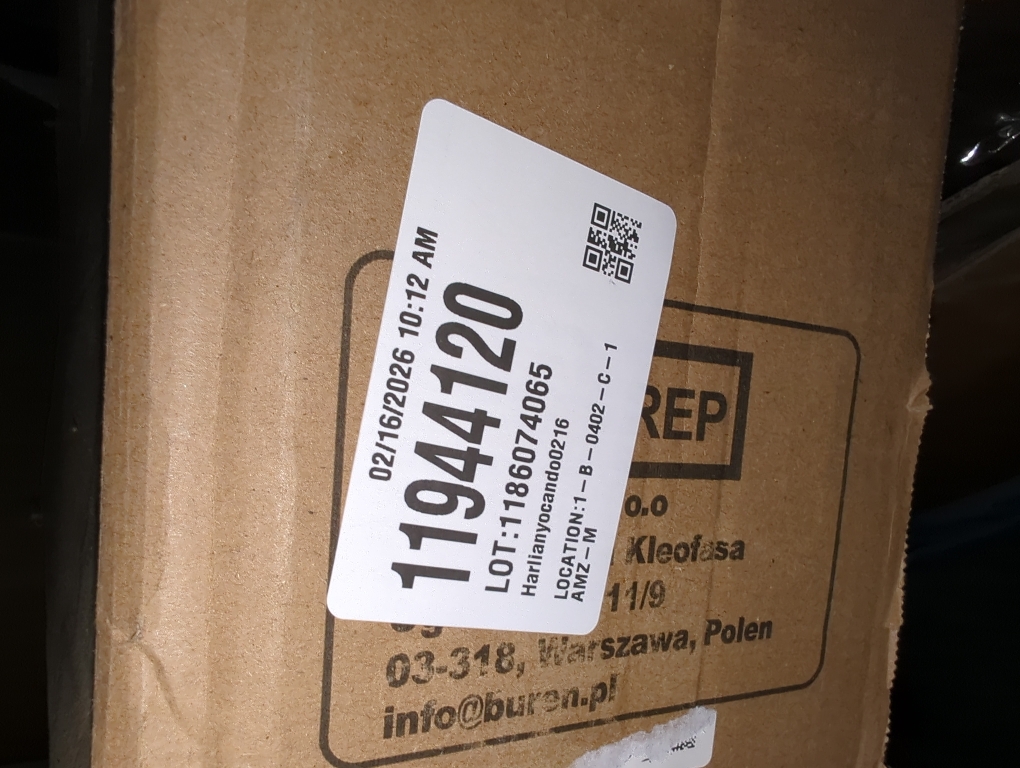 02/16/2026 10:12 AM
11944120
LOT:1186074065
Harlianyocando0216
LOCATION:1-B-0402-C-1
AMZ-M
REP
o.o
Kleofasa
11/9
03-318, Warszawa, Polen
info@buren.pl